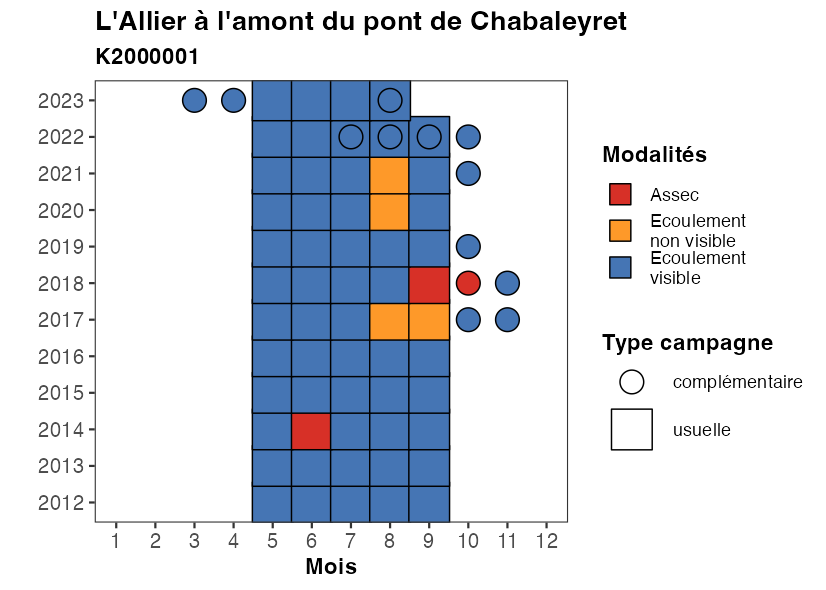 L'Allier à l'amont du pont de Chabaleyret
K2000001
2023
2022
2021
2020
2019
2018
2017
2016
2015
2014
2013
2012
1 2 3 4 5 6 7 8 9 10 11 12
Mois
Modalités
Assec
Ecoulement
non visible
Ecoulement
visible
Type campagne
complémentaire
usuelle